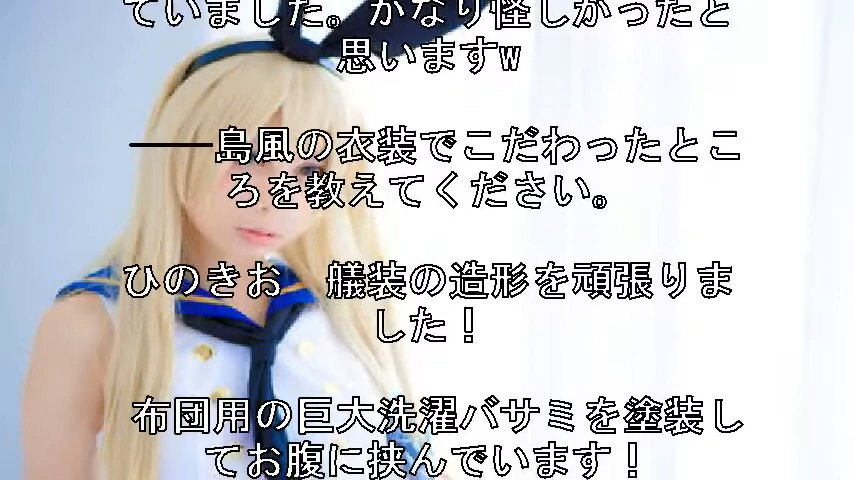 ていました。かなり怪しかったと
思いますw
――島風の衣装でこだわったとこ
ろを教えてください。
ひのきお　艤装の造形を頑張りま
した！
布団用の巨大洗濯バサミを塗装し
てお腹に挟んでいます！